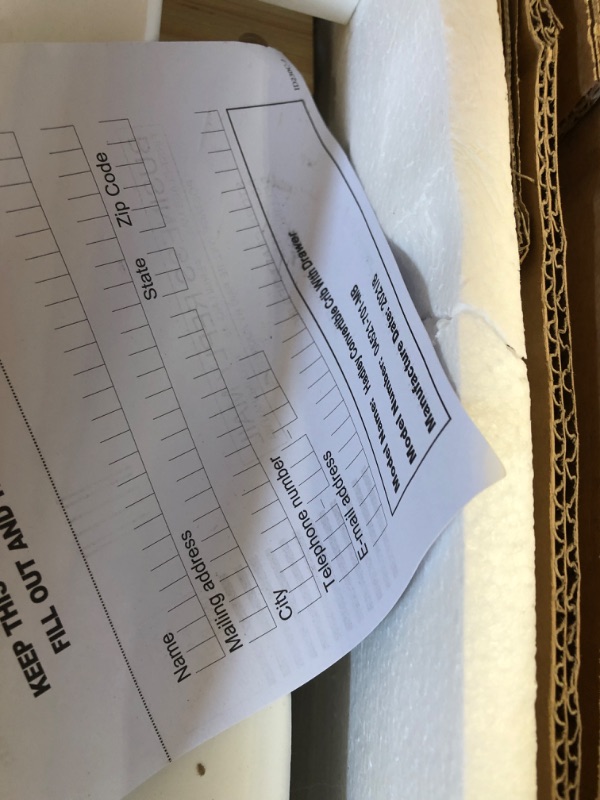 KEEP THIS
FILL OUT AND
Name
Mailing address
City
State
Zip Code
Telephone number
E-mail address
Model Name: Hadley Convertible Crib With Drawer
Model Number:
Manufacture Date: